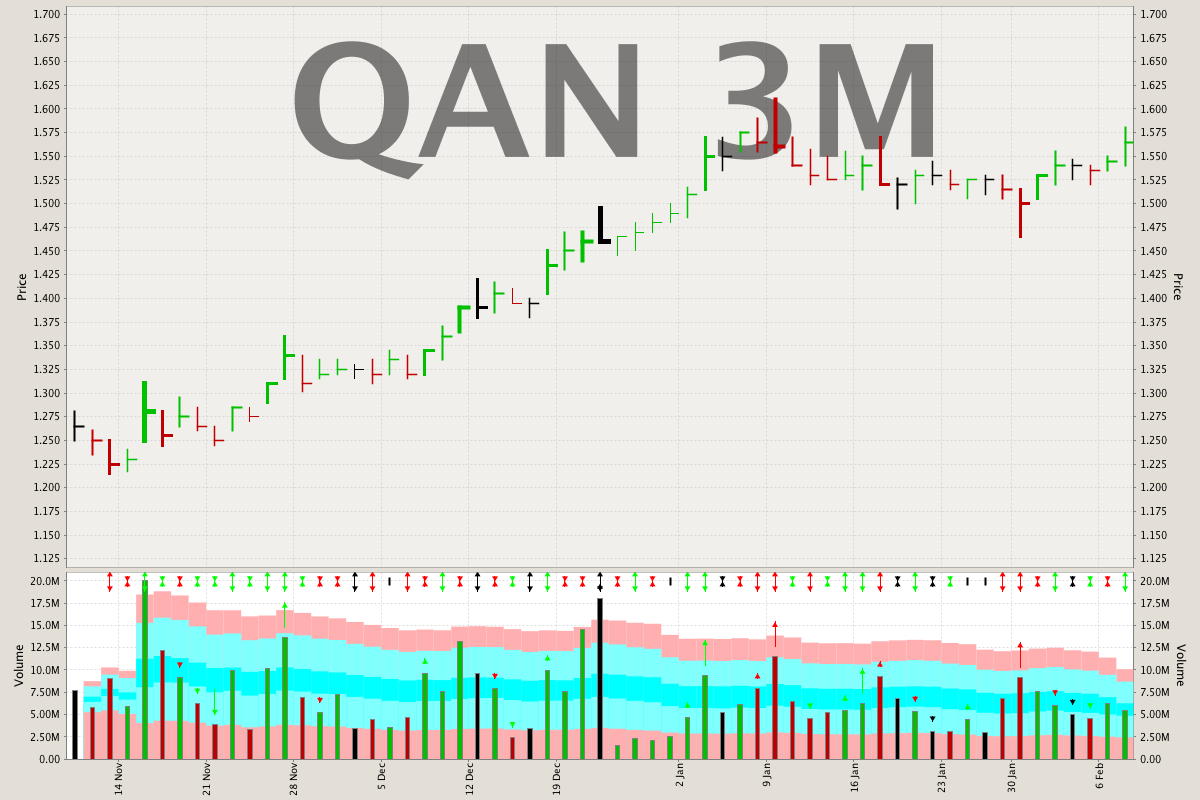 QAN 3M
1.700 1.700
1.675 1.675
1.650 1.650
1.625 1.625
1.600 1.600
1.575 1.575
1.550 1.550
1.525 1.525
1.500 1.500
1.475 1.475
1.450 1.450
1.425 1.425
1.400 1.400
1.375 1.375
1.350 1.350
1.325 1.325
1.300 1.300
1.275 1.275
1.250 1.250
1.225 1.225
1.200 1.200
1.175 1.175
1.150 1.150
1.125 1.125
Price
Price
20.0M 20.0M
17.5M 17.5M
15.0M 15.0M
12.5M 12.5M
10.0M 10.0M
7.50M 7.50M
5.00M 5.00M
2.50M 2.50M
0.00 0.00
Volume
Volume
14 Nov 21 Nov 28 Nov 5 Dec 12 Dec 19 Dec 2 Jan 9 Jan 16 Jan 23 Jan 30 Jan 6 Feb